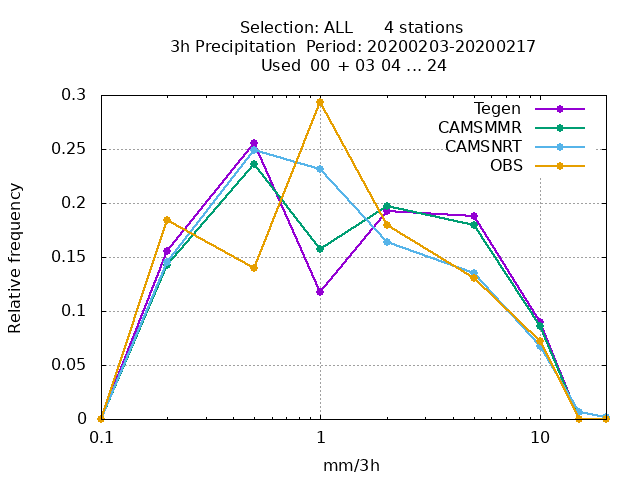 Selection: ALL      4 stations
3h Precipitation  Period: 20200203-20200217
Used  00  + 03 04 ... 24
0.3
0.25
0.2
0.15
0.1
0.05
0
0.1
1
10
Relative frequency
mm/3h
Tegen
CAMSMMR
CAMSNRT
OBS